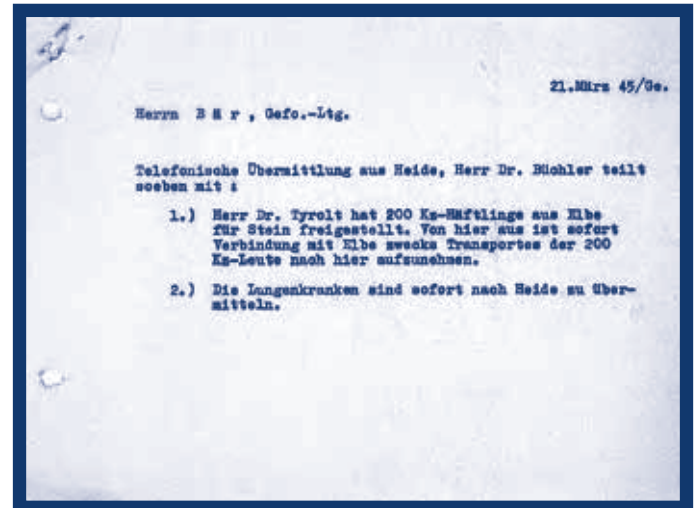 21.März 45/Ge.
Herrn B ä r , Gefo.-Ltg.
Telefonische Übermittlung aus Heide, Herr Dr. Büchler teilt
soeben mit :
1.) Herr Dr. Tyrolt hat 200 Kz-Häftlinge aus Elbe
für Stein freigestellt. Von hier aus ist sofort
Verbindung mit Elbe zwecks Transportes der 200
Kz-Leute nach hier aufzunehmen.
2.) Die Lungenkranken sind sofort nach Heide zu über-
mitteln.